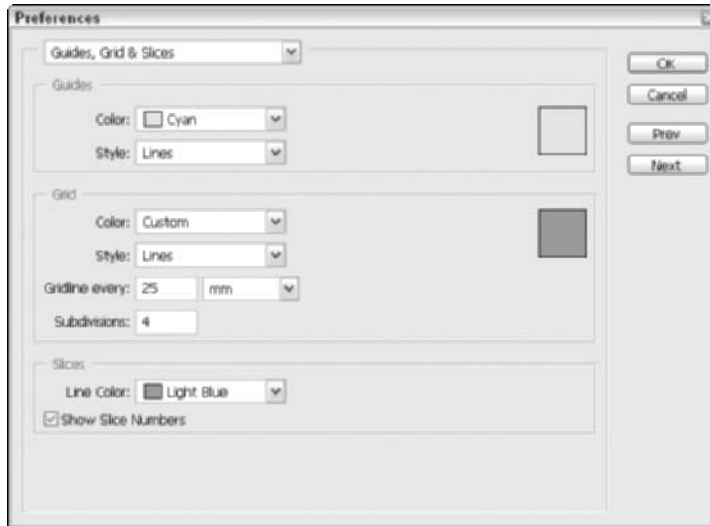 Preferences
Guides, Grid & Slices
OK
Cancel
Prev
Next
Guides
Color: Cyan
Style: Lines
Grid
Color: Custom
Style: Lines
Gridline every: 25 mm
Subdivisions: 4
Slices
Line Color: Light Blue
Show Slice Numbers